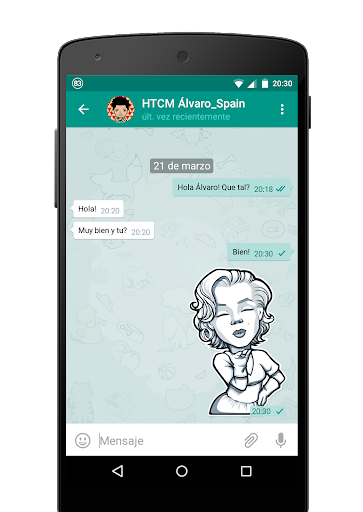 83 20:30
HTCM Álvaro_Spain
últ. vez recientemente
21 de marzo
Hola Álvaro! Que tal? 20:18
Hola! 20:20
Muy bien y tu? 20:20
Bien! 20:30
20:30
Mensaje